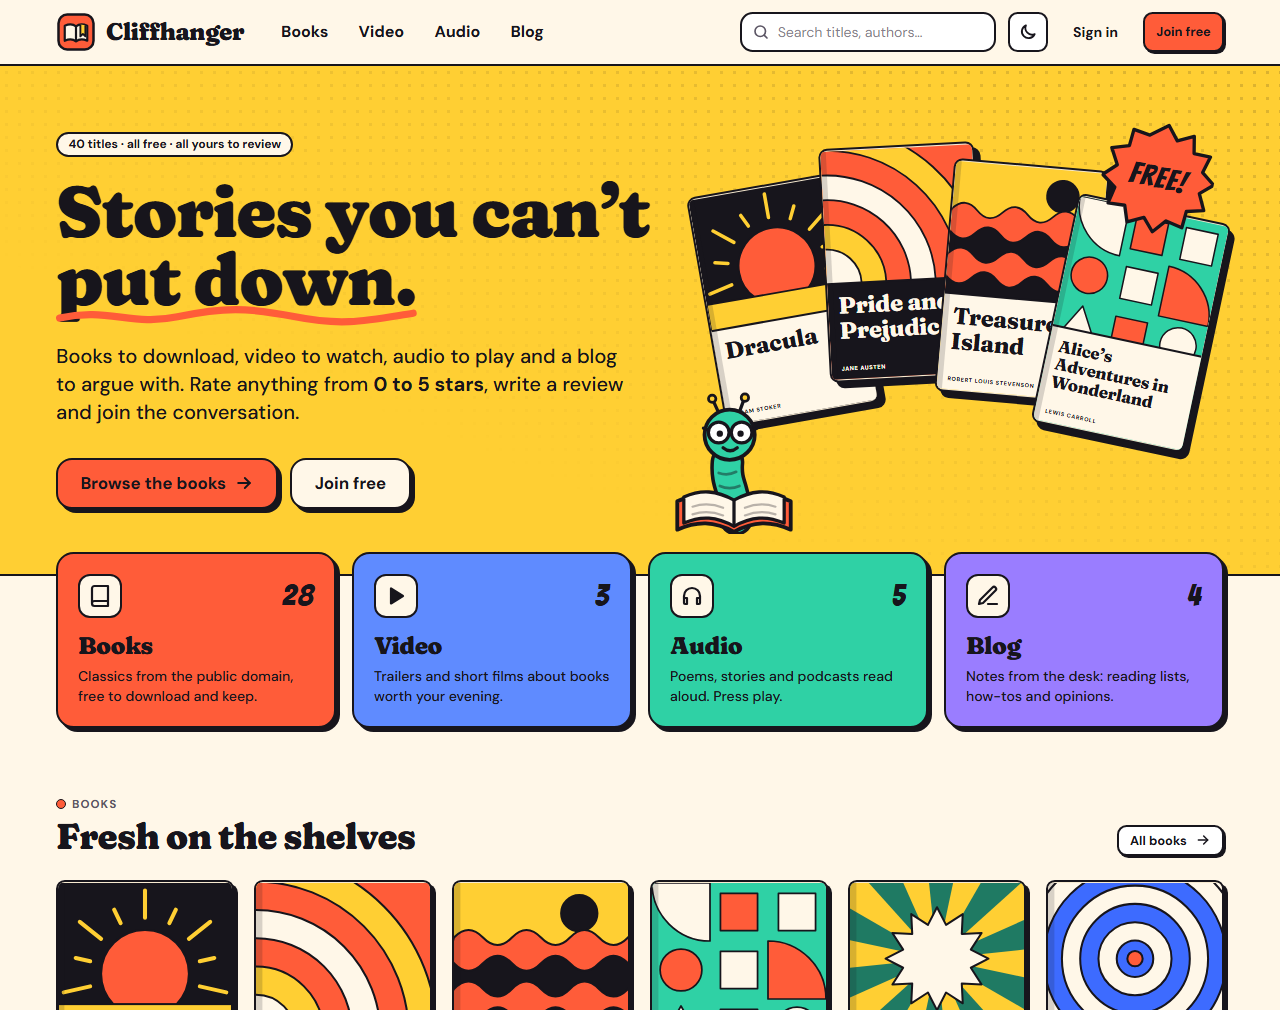 Cliffhanger
Books
Video
Audio
Blog
Search titles, authors...
Sign in
Join free
40 titles · all free · all yours to review
Stories you can’t
put down.
Books to download, video to watch, audio to play and a blog
to argue with. Rate anything from 0 to 5 stars, write a review
and join the conversation.
Browse the books →
Join free
Dracula
AM STOKER
Pride and
Prejudic
JANE AUSTEN
Treasure
Island
ROBERT LOUIS STEVENSON
FREE!
Alice’s
Adventures in
Wonderland
LEWIS CARROLL
28
Books
Classics from the public domain,
free to download and keep.
3
Video
Trailers and short films about books
worth your evening.
5
Audio
Poems, stories and podcasts read
aloud. Press play.
4
Blog
Notes from the desk: reading lists,
how-tos and opinions.
BOOKS
Fresh on the shelves
All books →